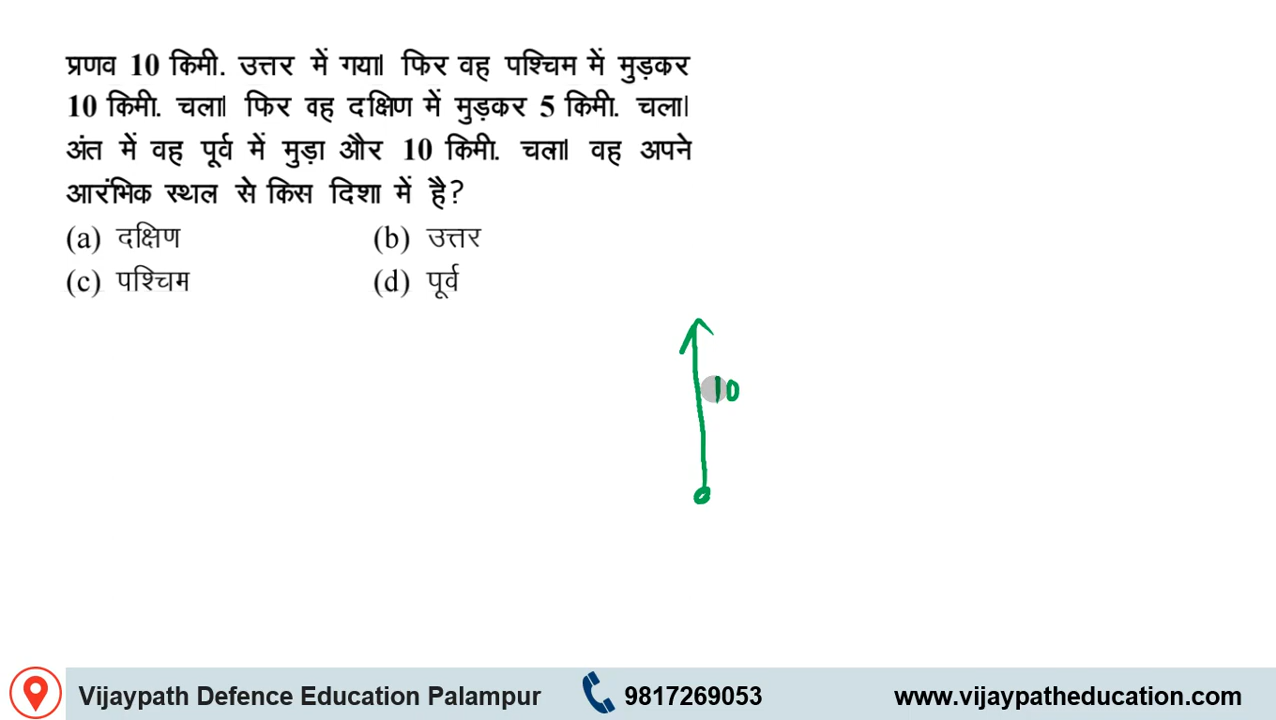 प्रणव 10 किमी. उत्तर में गया। फिर वह पश्चिम में मुड़कर
10 किमी. चला। फिर वह दक्षिण में मुड़कर 5 किमी. चला।
अंत में वह पूर्व में मुड़ा और 10 किमी. चला। वह अपने
आरंभिक स्थल से किस दिशा में है?
(a) दक्षिण (b) उत्तर
(c) पश्चिम (d) पूर्व
10
Vijaypath Defence Education Palampur 9817269053 www.vijaypatheducation.com